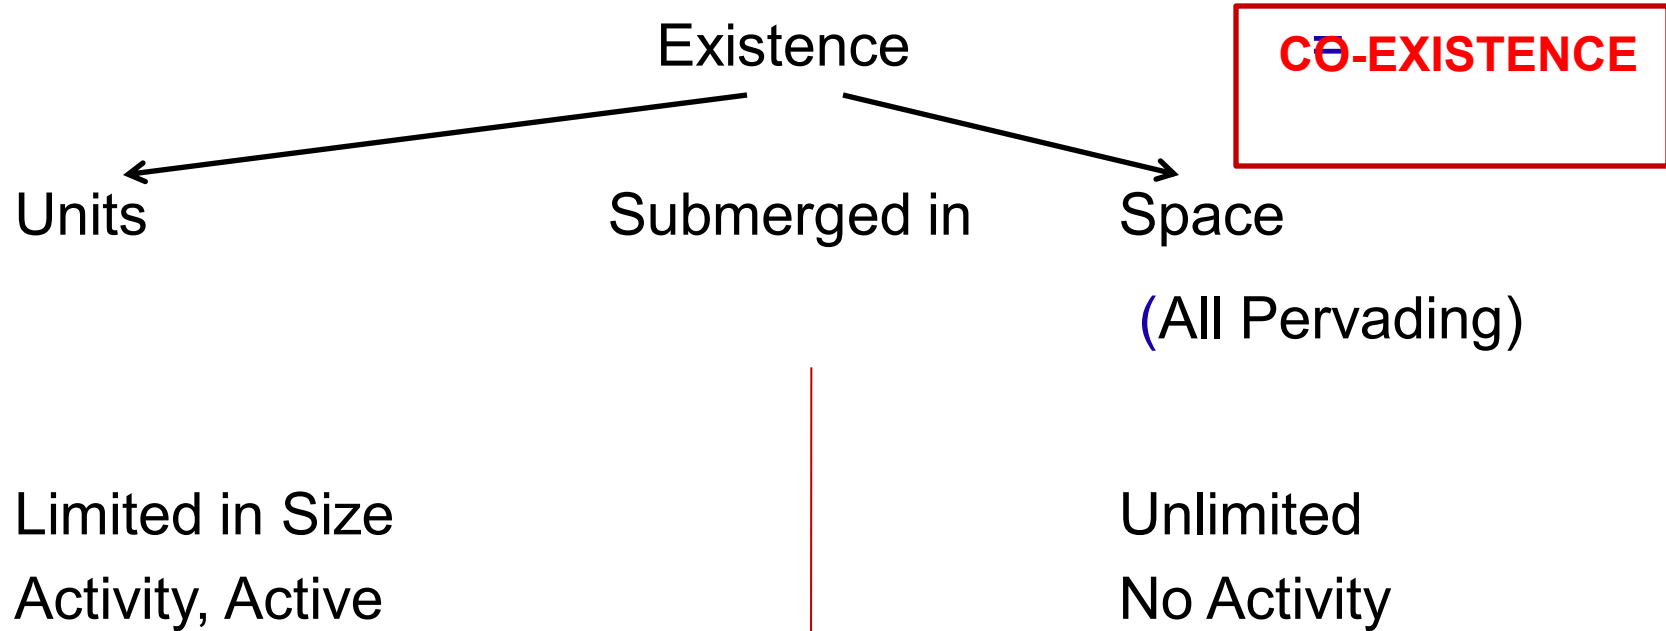 Existence
= CO-EXISTENCE
Units Submerged in Space
(All Pervading)
Limited in Size Unlimited
Activity, Active No Activity